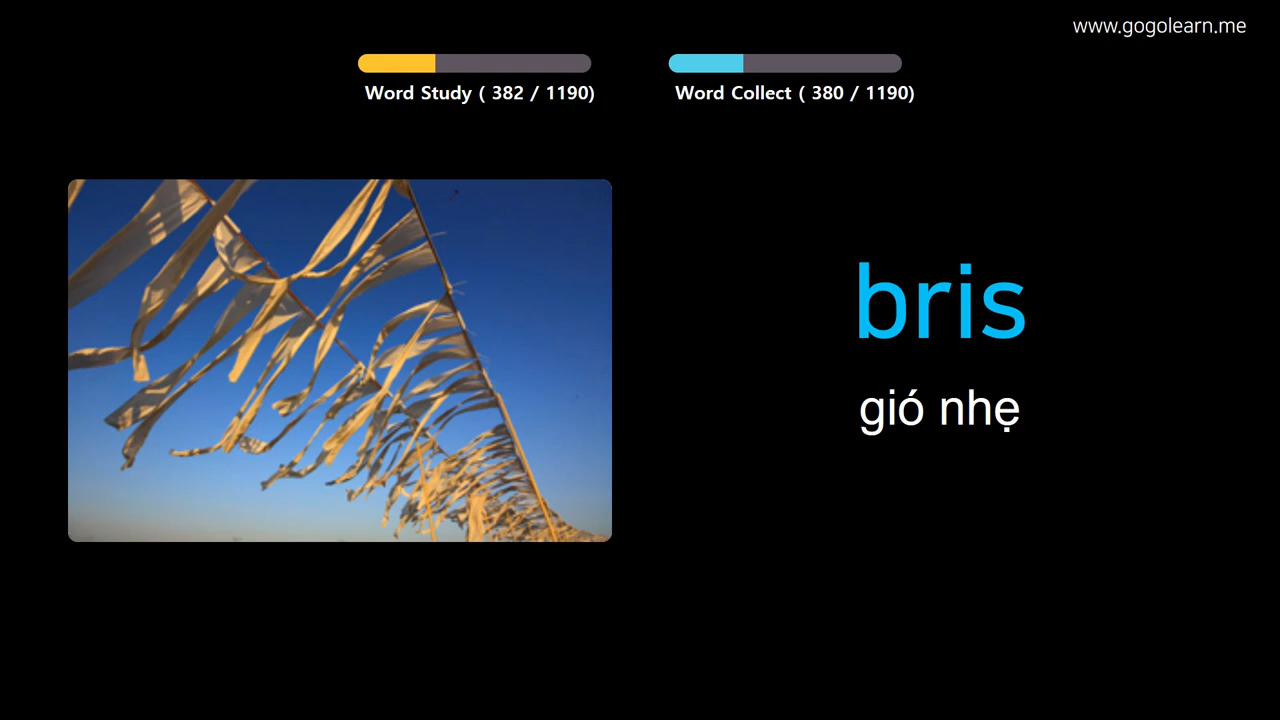 www.gogolearn.me
Word Study ( 382 / 1190)
Word Collect ( 380 / 1190)
bris
gió nhẹ